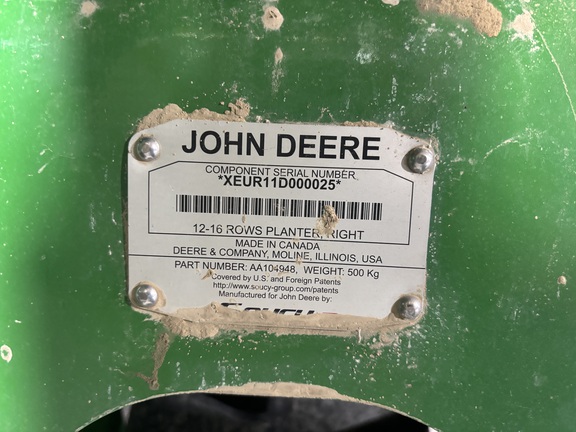 JOHN DEERE
COMPONENT SERIAL NUMBER
*XEUR11D000025*
12-16 ROWS PLANTER, RIGHT
MADE IN CANADA
DEERE & COMPANY, MOLINE, ILLINOIS, USA
PART NUMBER: AA104948, WEIGHT: 500 Kg
Covered by U.S. and Foreign Patents
http://www.soucy-group.com/patents
Manufactured for John Deere by: